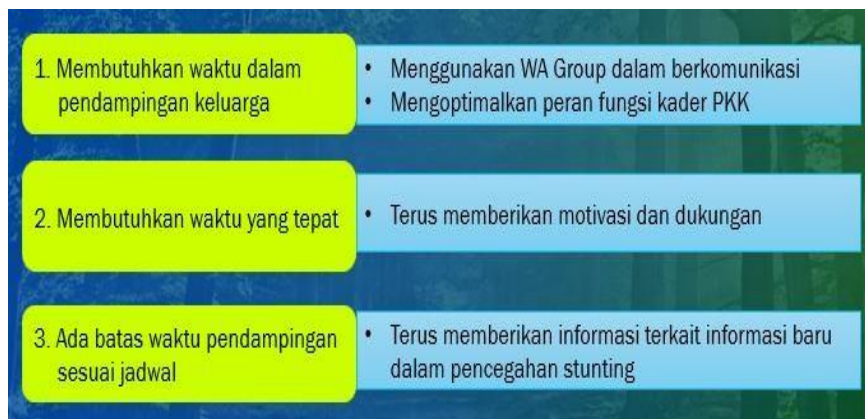 1. Membutuhkan waktu dalam
pendampingan keluarga
• Menggunakan WA Group dalam berkomunikasi
• Mengoptimalkan peran fungsi kader PKK
2. Membutuhkan waktu yang tepat
• Terus memberikan motivasi dan dukungan
3. Ada batas waktu pendampingan
sesuai jadwal
• Terus memberikan informasi terkait informasi baru
dalam pencegahan stunting